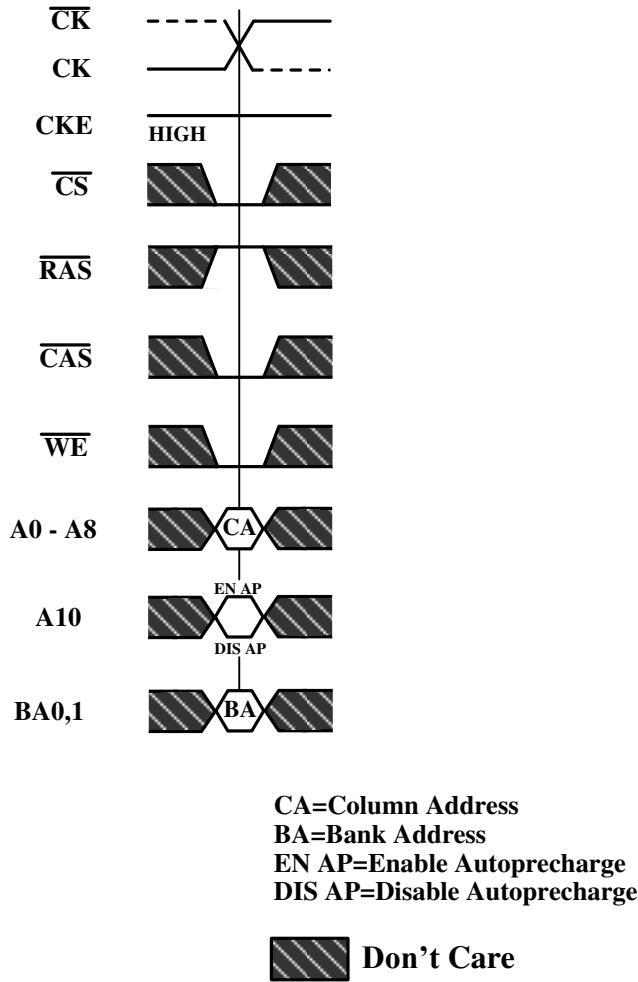 CK
CK
CKE
HIGH
CS
RAS
CAS
WE
A0 - A8
CA
EN AP
A10
DIS AP
BA0,1
BA
CA=Column Address
BA=Bank Address
EN AP=Enable Autoprecharge
DIS AP=Disable Autoprecharge
Don't Care